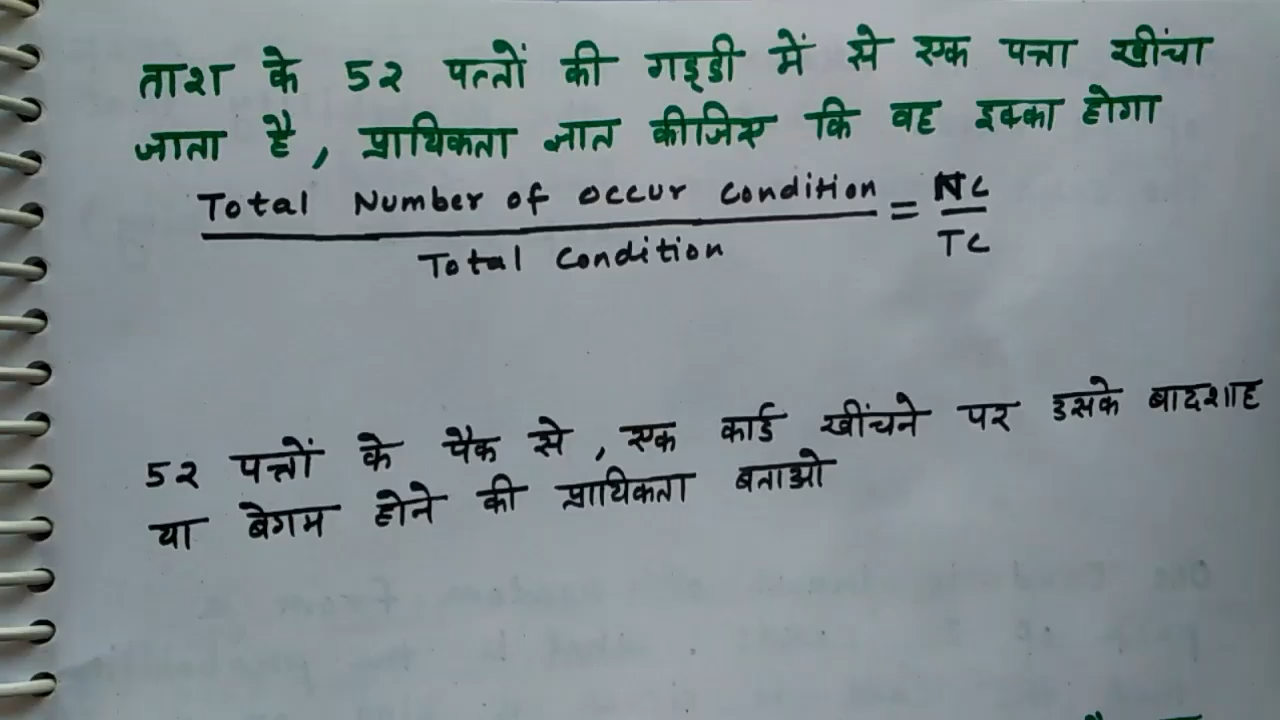 ताश के 52 पत्तों की गड्डी में से एक पत्ता खींचा
जाता है, प्रायिकता ज्ञात कीजिए कि वह इक्का होगा
Total Number of occur condition = NC
Total Condition TC
52 पत्तों के पैक से, एक कार्ड खींचने पर उसके बादशाह
या बेगम होने की प्रायिकता बताओ